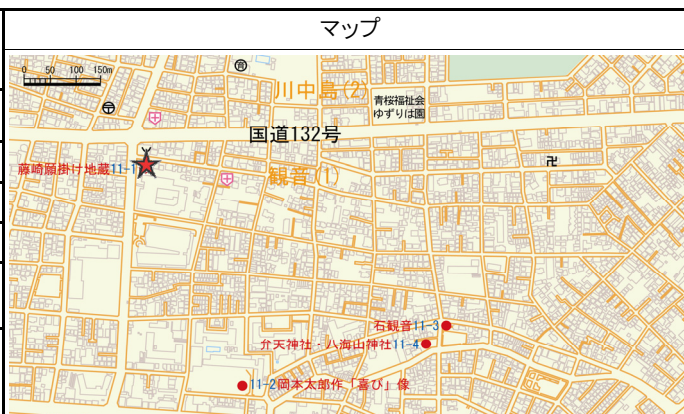 マップ
0 50 100 150m
川中島(2)
青桜福祉会
ゆずりは園
国道132号
藤崎願掛け地蔵11-1
観音(1)
石観音11-3
弁天神社・八海山神社11-4
11-2岡本太郎作「喜び」像